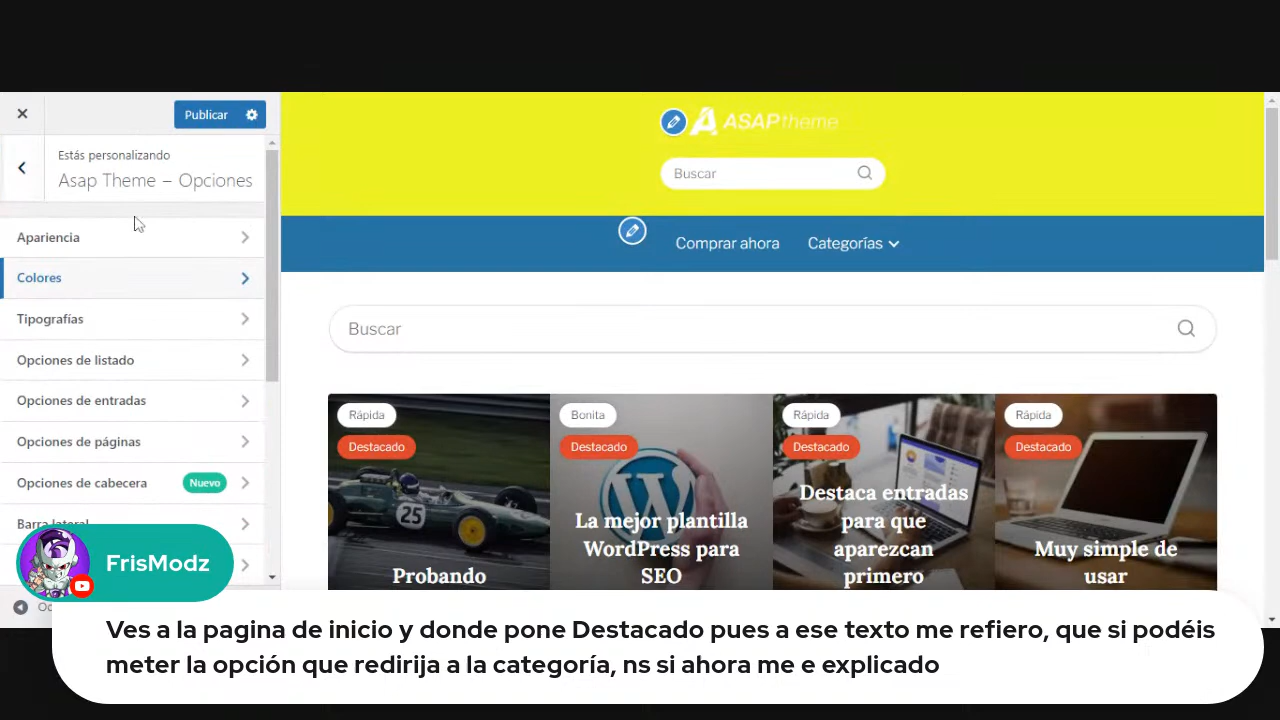 Publicar
Estás personalizando
Asap Theme – Opciones
Apariencia
Colores
Tipografías
Opciones de listado
Opciones de entradas
Opciones de páginas
Opciones de cabecera
Nuevo
Barra lateral
ASAP theme
Buscar
Comprar ahora
Categorías
Buscar
Rápida
Destacado
25
Probando
Bonita
Destacado
La mejor plantilla
WordPress para
SEO
Rápida
Destacado
Destaca entradas
para que
aparezcan
primero
Rápida
Destacado
Muy simple de
usar
FrisModz
Ves a la pagina de inicio y donde pone Destacado pues a ese texto me refiero, que si podéis
meter la opción que redirija a la categoría, ns si ahora me e explicado